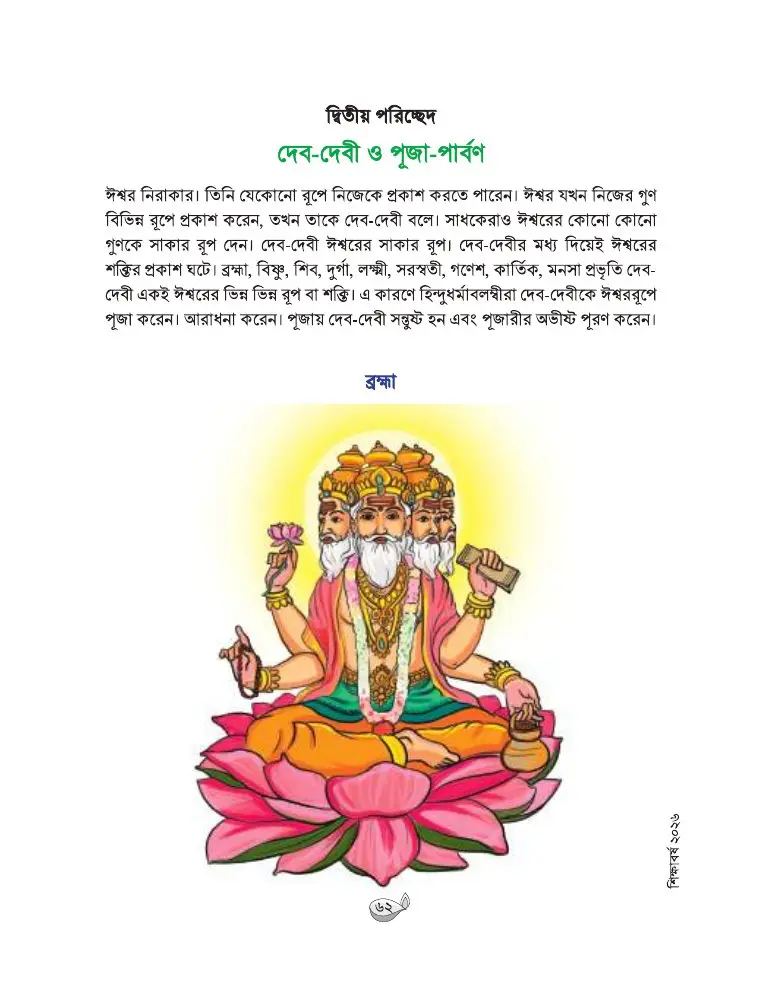 দ্বিতীয় পরিচ্ছেদ
দেব-দেবী ও পূজা-পার্বণ
ঈশ্বর নিরাকার। তিনি যেকোনো রূপে নিজেকে প্রকাশ করতে পারেন। ঈশ্বর যখন নিজের গুণ
বিভিন্ন রূপে প্রকাশ করেন, তখন তাকে দেব-দেবী বলে। সাধকেরাও ঈশ্বরের কোনো কোনো
গুণকে সাকার রূপ দেন। দেব-দেবী ঈশ্বরের সাকার রূপ। দেব-দেবীর মধ্য দিয়েই ঈশ্বরের
শক্তির প্রকাশ ঘটে। ব্রহ্মা, বিষ্ণু, শিব, দুর্গা, লক্ষ্মী, সরস্বতী, গণেশ, কার্তিক, মনসা প্রভৃতি দেব-
দেবী একই ঈশ্বরের ভিন্ন ভিন্ন রূপ বা শক্তি। এ কারণে হিন্দুধর্মাবলম্বীরা দেব-দেবীকে ঈশ্বররূপে
পূজা করেন। আরাধনা করেন। পূজায় দেব-দেবী সন্তুষ্ট হন এবং পূজারীর অভীষ্ট পূরণ করেন।
ব্রহ্মা
শিক্ষাবর্ষ ২০২৬
৬২